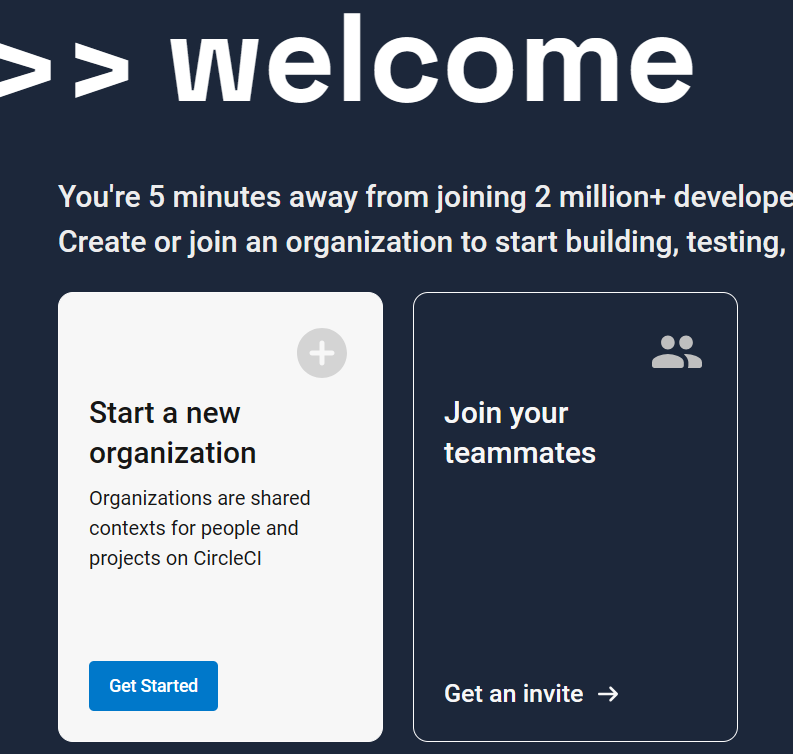 >> welcome
You're 5 minutes away from joining 2 million+
Create or join an organization to start building, testing,
Start a new
organization
Organizations are shared
contexts for people and
projects on CircleCI
Get Started
Join your
teammates
Get an invite →